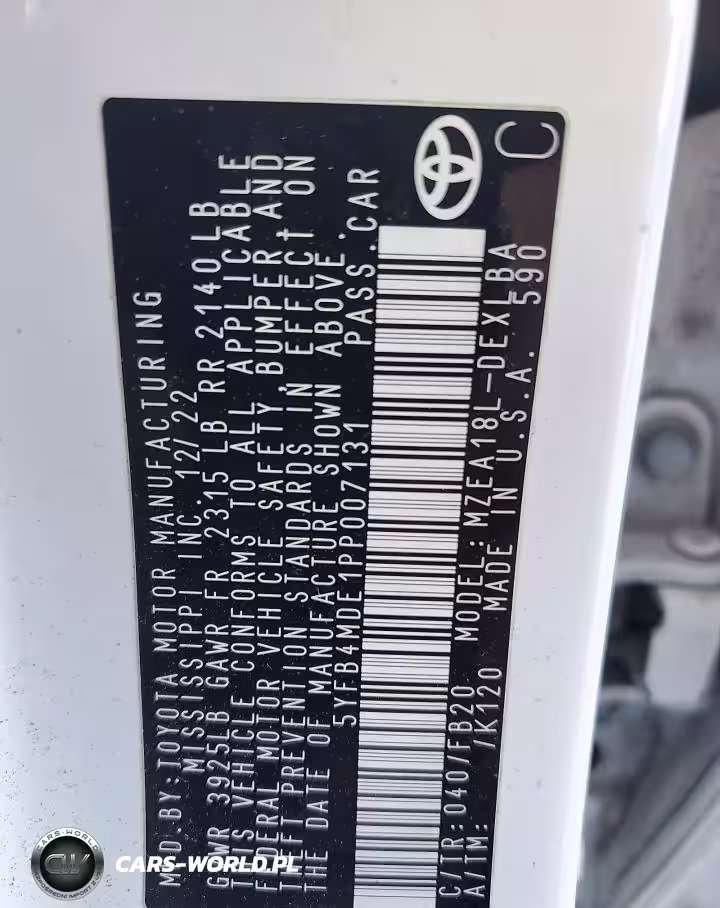 MFD.BY:TOYOTA MOTOR MANUFACTURING
MISSISSIPPI INC. 12/22
GVWR 3925LB GAWR FR 2315 LB RR 2140LB
THIS VEHICLE CONFORMS TO ALL APPLICABLE
FEDERAL MOTOR VEHICLE SAFETY, BUMPER AND
THEFT PREVENTION STANDARDS IN EFFECT ON
THE DATE OF MANUFACTURE SHOWN ABOVE.
5YFB4MDE1PP007131 PASS.CAR
C/TR:040/FB20 MODEL:MZEA18L-DEXLBA
A/TM: /K120 MADE IN U.S.A. 590
C
CARS-WORLD
CW
CARS-WORLD.PL